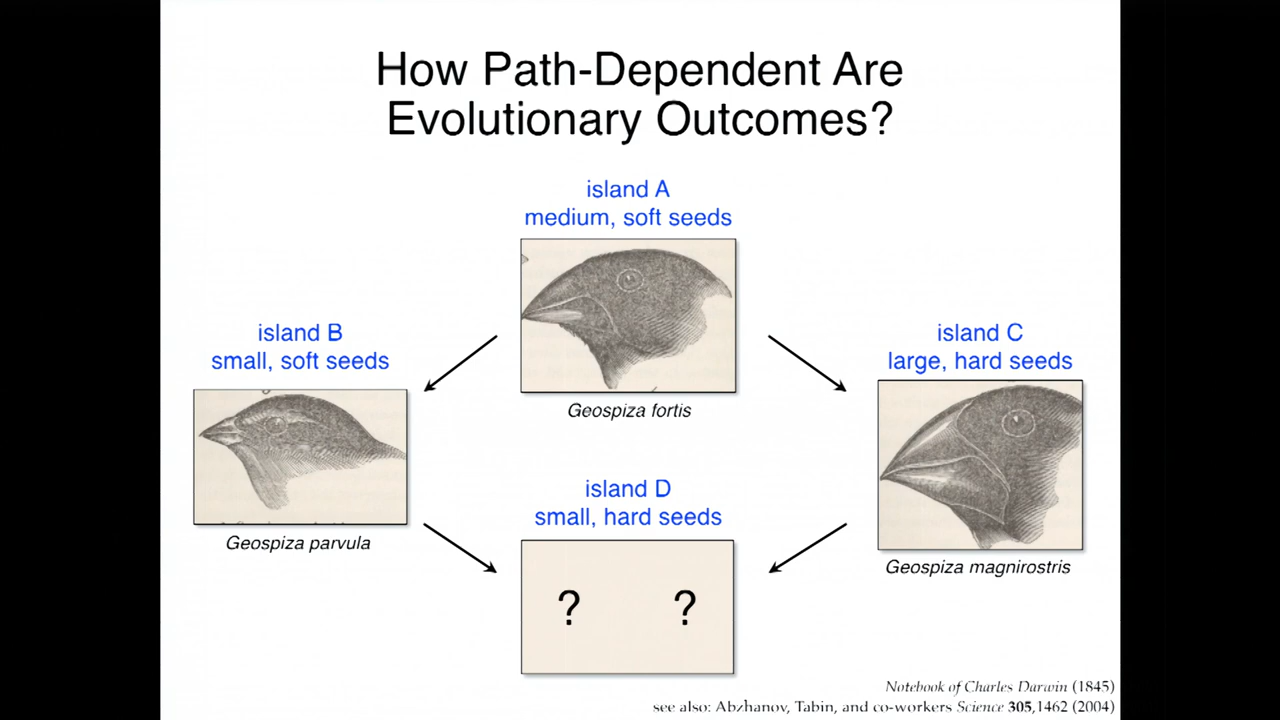 How Path-Dependent Are
Evolutionary Outcomes?
island A
medium, soft seeds
Geospiza fortis
island B
small, soft seeds
Geospiza parvula
island C
large, hard seeds
Geospiza magnirostris
island D
small, hard seeds
? ?
Notebook of Charles Darwin (1845)
see also: Abzhanov, Tabin, and co-workers Science 305,1462 (2004)